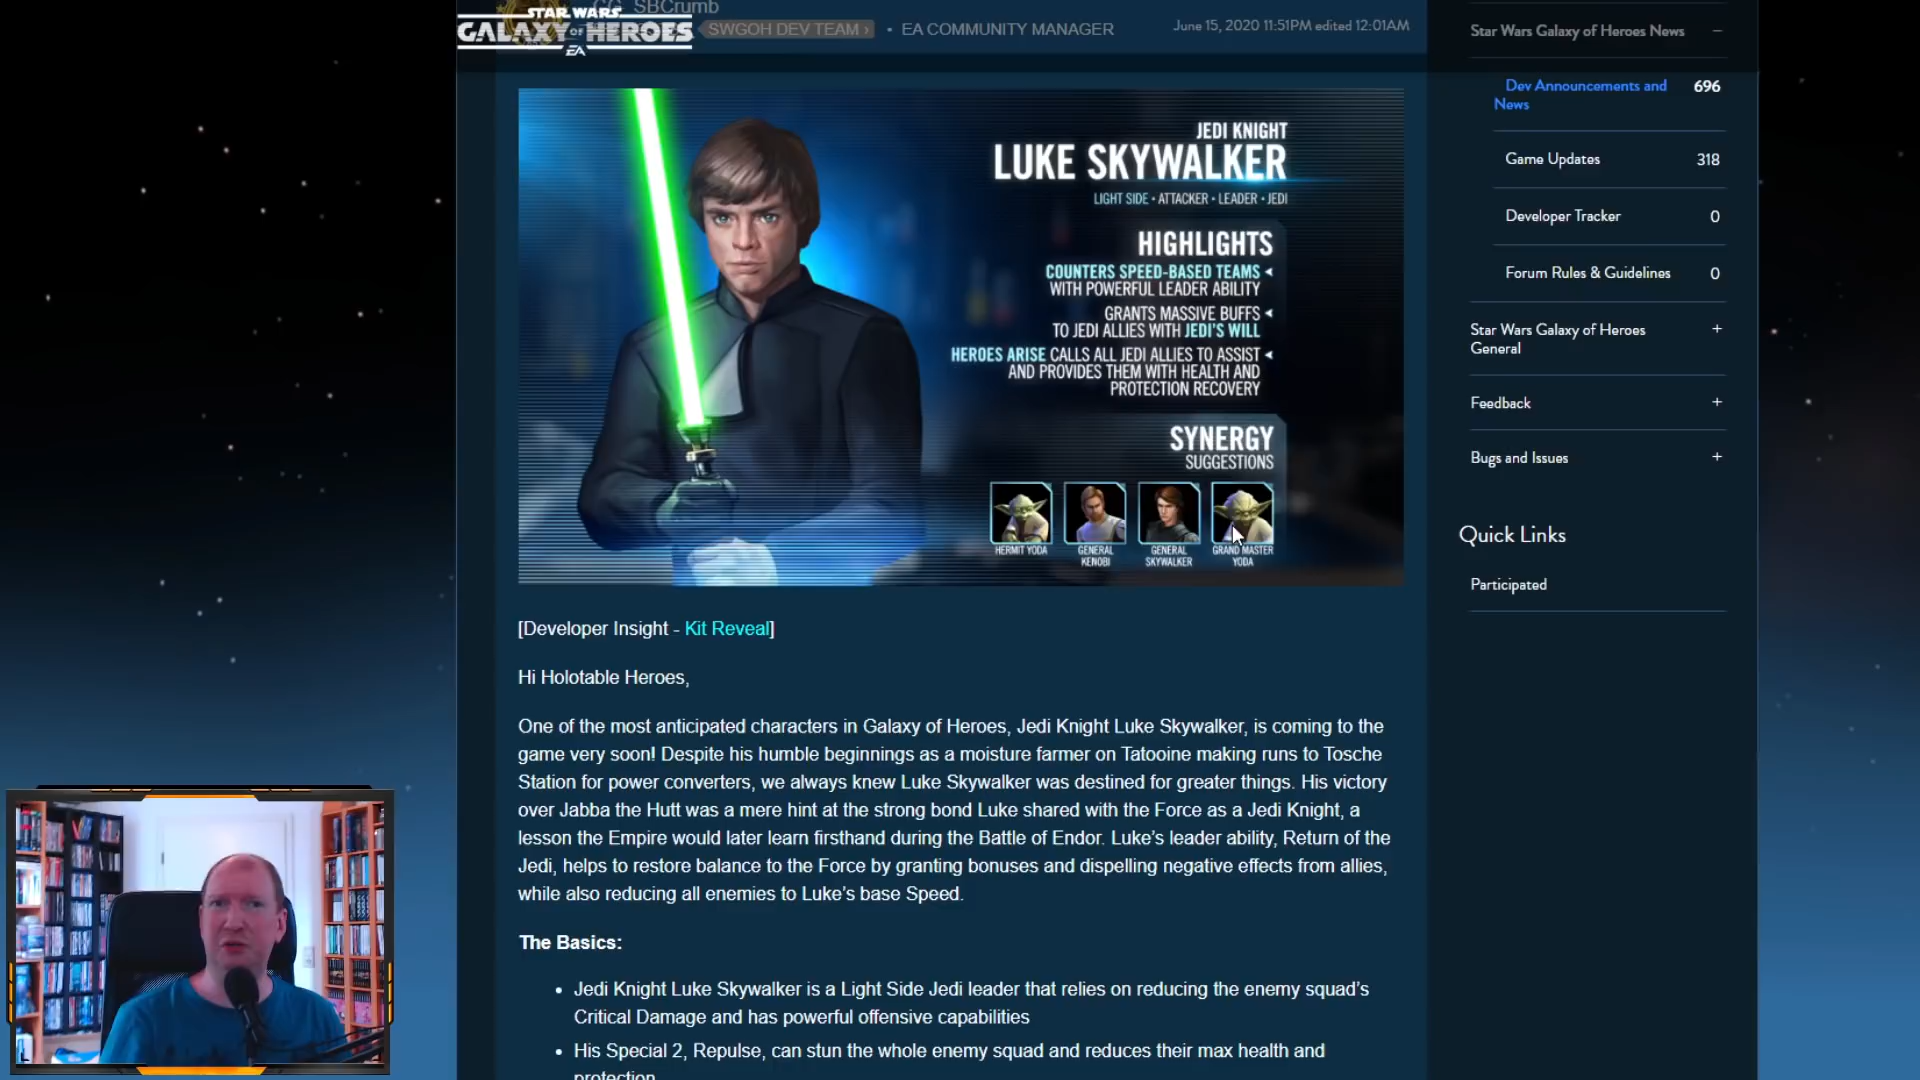 STAR WARS
GALAXY OF HEROES
EA
CG_SBCrumb
SWGOH DEV TEAM ›
• EA COMMUNITY MANAGER
June 15, 2020 11:51PM edited 12:01AM
JEDI KNIGHT
LUKE SKYWALKER
LIGHT SIDE • ATTACKER • LEADER • JEDI
HIGHLIGHTS
COUNTERS SPEED-BASED TEAMS
WITH POWERFUL LEADER ABILITY
GRANTS MASSIVE BUFFS
TO JEDI ALLIES WITH JEDI'S WILL
HEROES ARISE CALLS ALL JEDI ALLIES TO ASSIST
AND PROVIDES THEM WITH HEALTH AND
PROTECTION RECOVERY
SYNERGY
SUGGESTIONS
HERMIT YODA
GENERAL
KENOBI
GENERAL
SKYWALKER
GRAND MASTER
YODA
[Developer Insight - Kit Reveal]
Hi Holotable Heroes,
One of the most anticipated characters in Galaxy of Heroes, Jedi Knight Luke Skywalker, is coming to the
game very soon! Despite his humble beginnings as a moisture farmer on Tatooine making runs to Tosche
Station for power converters, we always knew Luke Skywalker was destined for greater things. His victory
over Jabba the Hutt was a mere hint at the strong bond Luke shared with the Force as a Jedi Knight, a
lesson the Empire would later learn firsthand during the Battle of Endor. Luke's leader ability, Return of the
Jedi, helps to restore balance to the Force by granting bonuses and dispelling negative effects from allies,
while also reducing all enemies to Luke's base Speed.
The Basics:
• Jedi Knight Luke Skywalker is a Light Side Jedi leader that relies on reducing the enemy squad's
Critical Damage and has powerful offensive capabilities
• His Special 2, Repulse, can stun the whole enemy squad and reduces their max health and
protection
Star Wars Galaxy of Heroes News –
Dev Announcements and 696
News
Game Updates 318
Developer Tracker 0
Forum Rules & Guidelines 0
Star Wars Galaxy of Heroes +
General
Feedback +
Bugs and Issues +
Quick Links
Participated